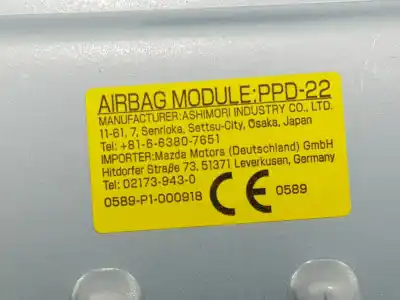 AIRBAG MODULE:PPD-22
MANUFACTURER:ASHIMORI INDUSTRY CO., LTD.
11-61, 7, Senrioka, Settsu-City, Osaka, Japan
Tel: +81-6-6380-7651
IMPORTER:Mazda Motors (Deutschland) GmbH
Hitdorfer Straße 73, 51371 Leverkusen, Germany
Tel: 02173-943-0
0589-P1-000918 CE 0589